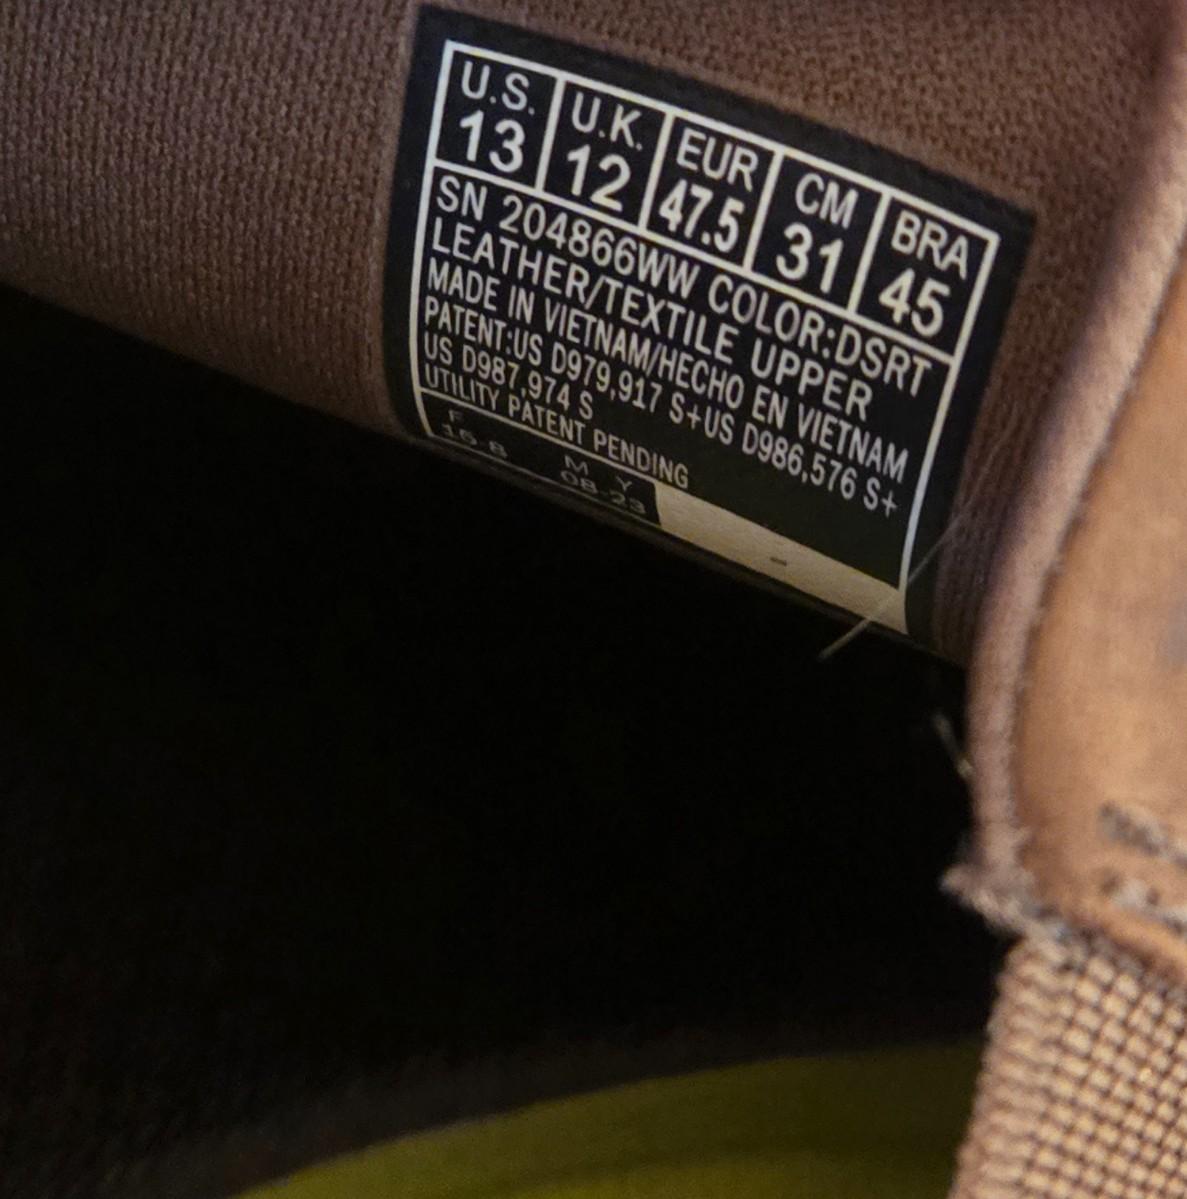 U.S. U.K. EUR CM BRA
13 12 47.5 31 45
SN 204866WW COLOR:DSRT
LEATHER/TEXTILE UPPER
MADE IN VIETNAM/HECHO EN VIETNAM
PATENT:US D979,917 S+US D986,576 S+
US D987,974 S
UTILITY PATENT PENDING
F M Y
16-8 08-23
-